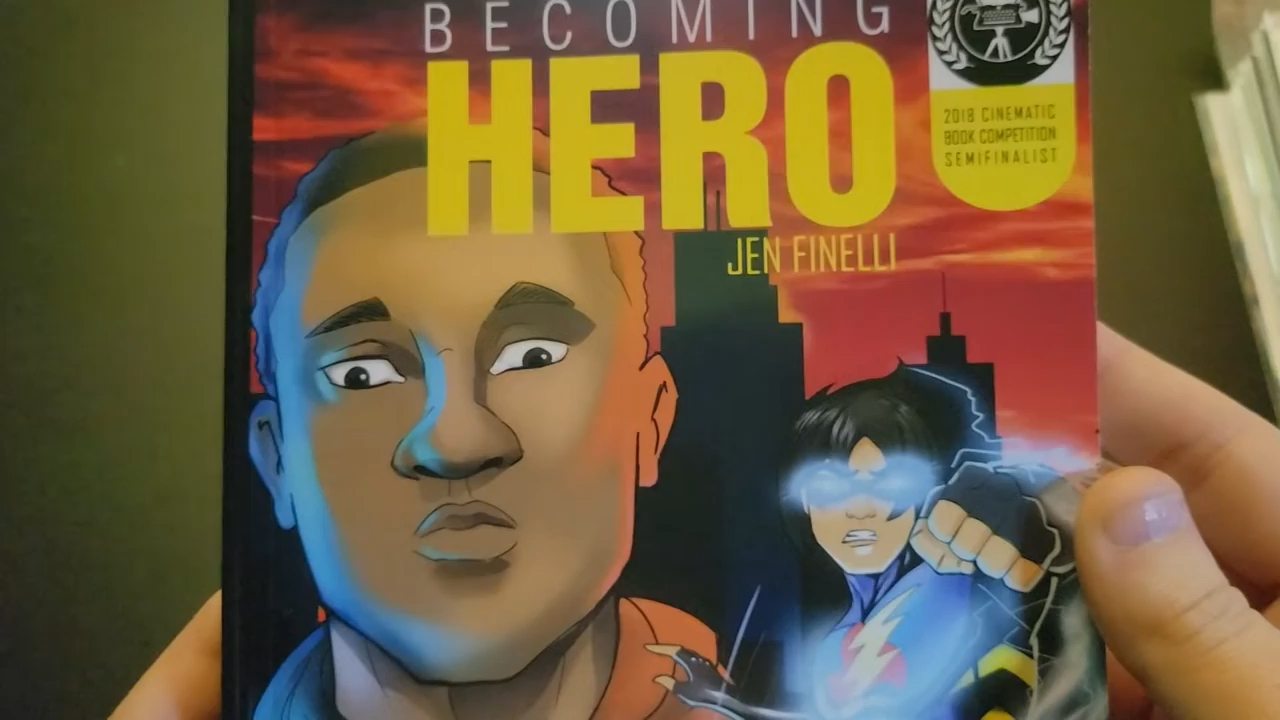 BECOMING
HERO
JEN FINELLI
2018 CINEMATIC
BOOK COMPETITION
SEMIFINALIST